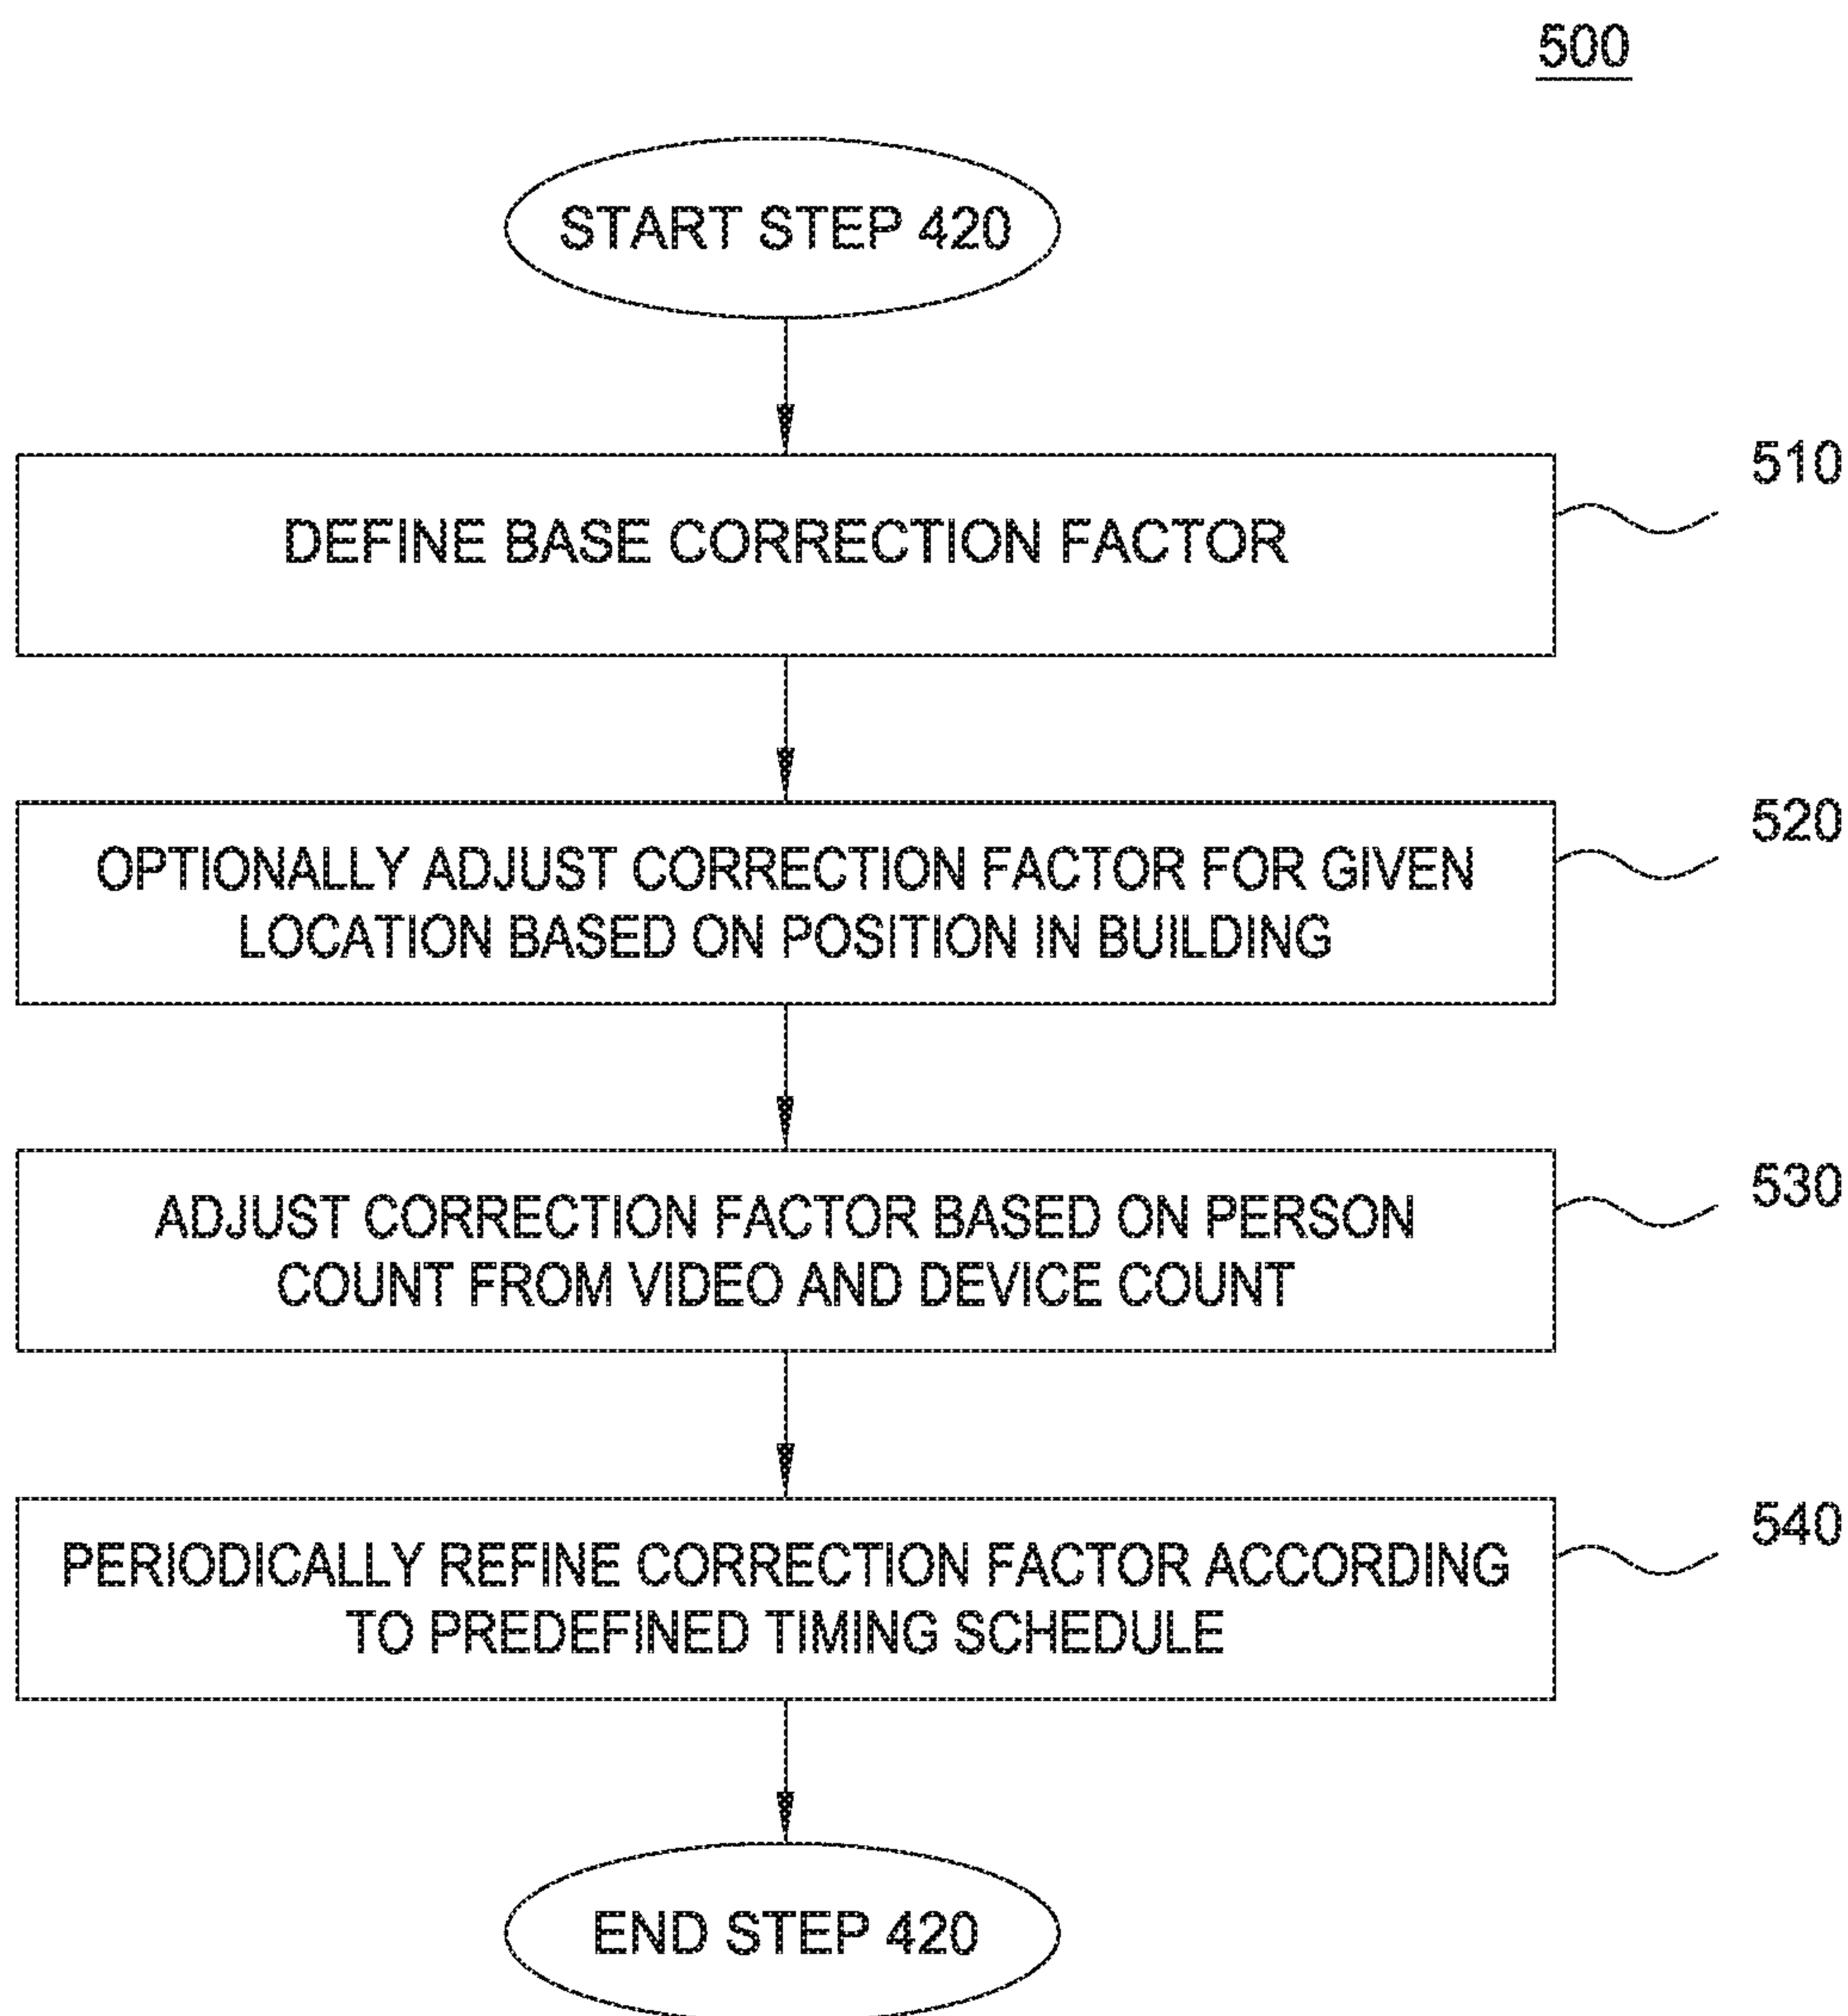 500
START STEP 420
510
DEFINE BASE CORRECTION FACTOR
520
OPTIONALLY ADJUST CORRECTION FACTOR FOR GIVEN
LOCATION BASED ON POSITION IN BUILDING
530
ADJUST CORRECTION FACTOR BASED ON PERSON
COUNT FROM VIDEO AND DEVICE COUNT
540
PERIODICALLY REFINE CORRECTION FACTOR ACCORDING
TO PREDEFINED TIMING SCHEDULE
END STEP 420